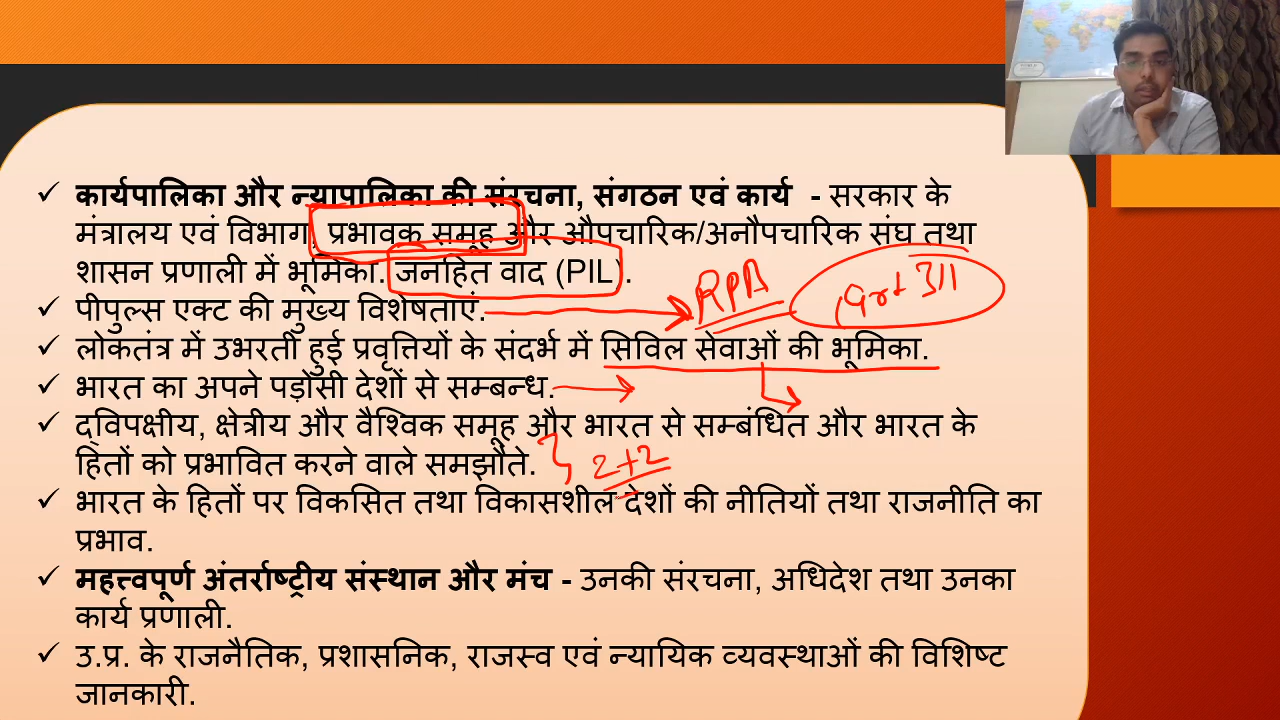 ✓ कार्यपालिका और न्यापालिका की संरचना, संगठन एवं कार्य - सरकार के
मंत्रालय एवं विभाग, प्रभावक समूह और औपचारिक/अनौपचारिक संघ तथा
शासन प्रणाली में भूमिका. जनहित वाद (PIL).
✓ पीपुल्स एक्ट की मुख्य विशेषताएं.
RPA
Art 311
✓ लोकतंत्र में उभरती हुई प्रवृत्तियों के संदर्भ में सिविल सेवाओं की भूमिका.
✓ भारत का अपने पड़ोसी देशों से सम्बन्ध.
✓ द्विपक्षीय, क्षेत्रीय और वैश्विक समूह और भारत से सम्बंधित और भारत के
हितों को प्रभावित करने वाले समझौते.
2+2
✓ भारत के हितों पर विकसित तथा विकासशील देशों की नीतियों तथा राजनीति का
प्रभाव.
✓ महत्त्वपूर्ण अंतर्राष्ट्रीय संस्थान और मंच - उनकी संरचना, अधिदेश तथा उनका
कार्य प्रणाली.
✓ उ.प्र. के राजनैतिक, प्रशासनिक, राजस्व एवं न्यायिक व्यवस्थाओं की विशिष्ट
जानकारी.